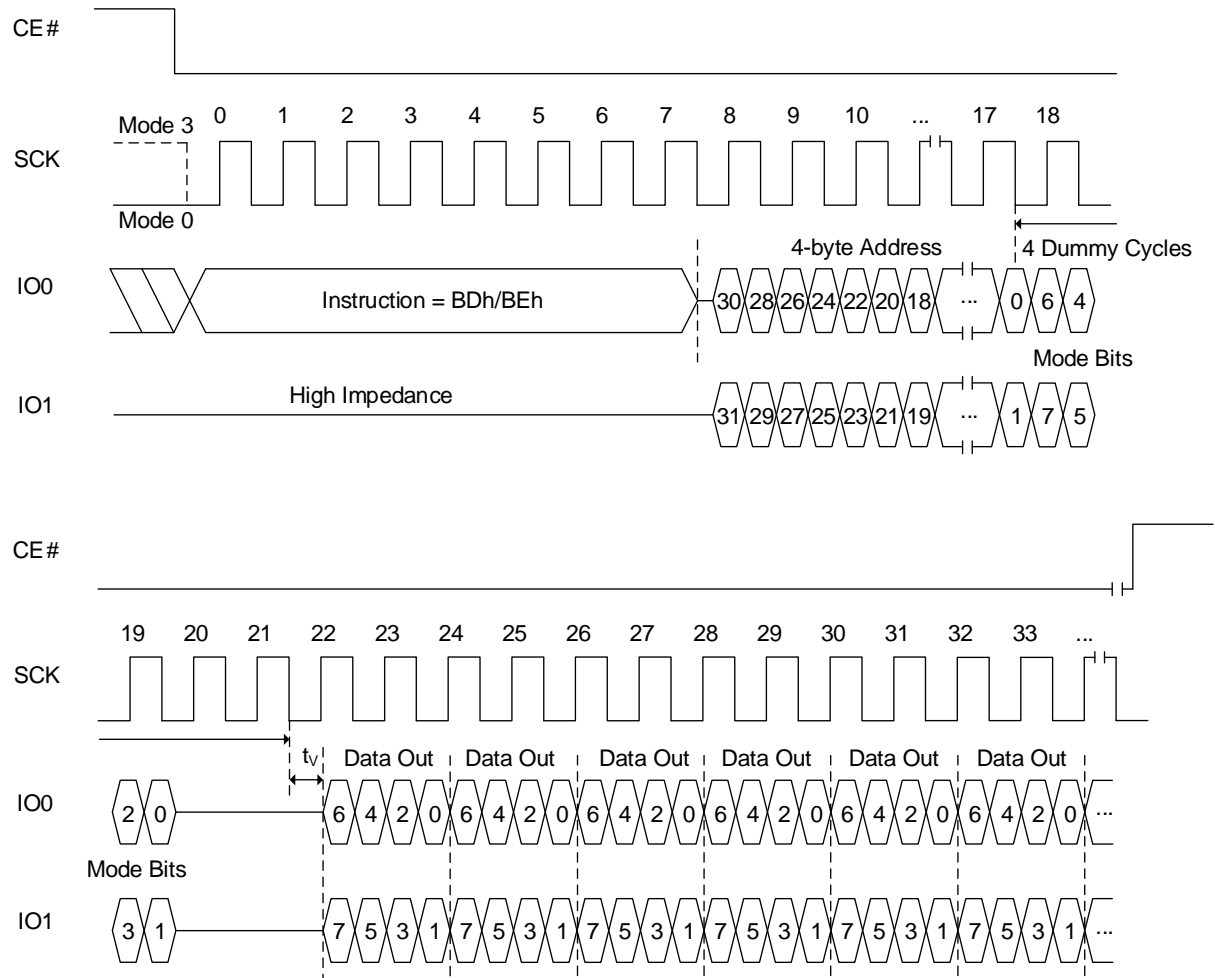 CE#
0 1 2 3 4 5 6 7 8 9 10 ... 17 18
Mode 3
SCK
Mode 0
4-byte Address
4 Dummy Cycles
IO0
Instruction = BDh/BEh
30 28 26 24 22 20 18 ... 0 6 4
Mode Bits
IO1
High Impedance
31 29 27 25 23 21 19 ... 1 7 5
CE#
19 20 21 22 23 24 25 26 27 28 29 30 31 32 33 ...
SCK
tV Data Out Data Out Data Out Data Out Data Out Data Out
IO0
2 0 6 4 2 0 6 4 2 0 6 4 2 0 6 4 2 0 6 4 2 0 6 4 2 0 ...
Mode Bits
IO1
3 1 7 5 3 1 7 5 3 1 7 5 3 1 7 5 3 1 7 5 3 1 7 5 3 1 ...